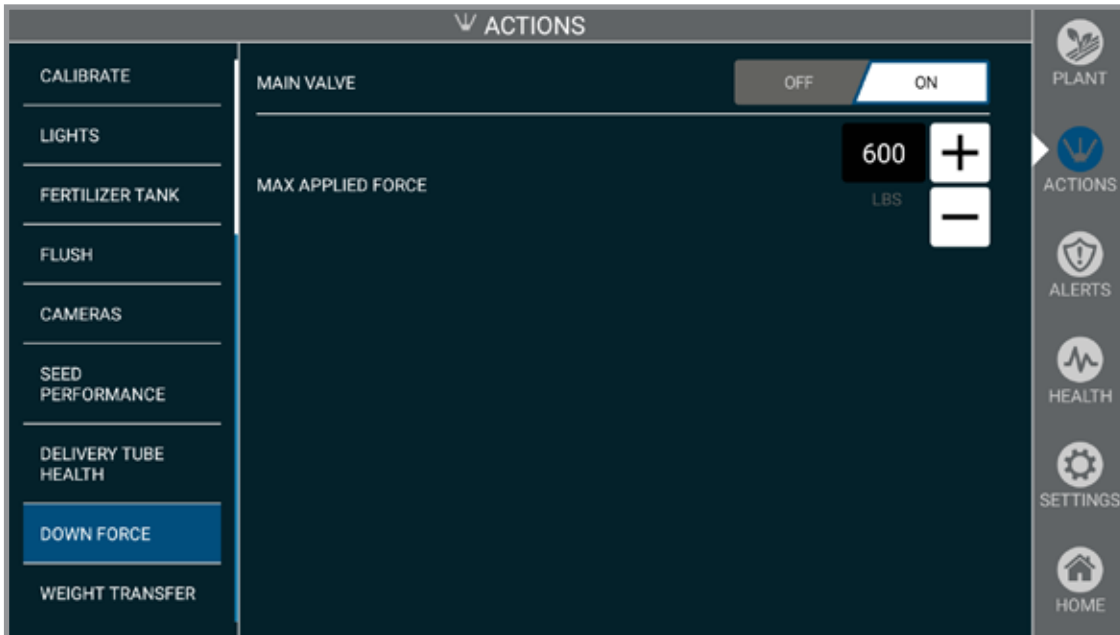 ACTIONS
CALIBRATE
LIGHTS
FERTILIZER TANK
FLUSH
CAMERAS
SEED
PERFORMANCE
DELIVERY TUBE
HEALTH
DOWN FORCE
WEIGHT TRANSFER
MAIN VALVE
OFF
ON
MAX APPLIED FORCE
600
LBS
PLANT
ACTIONS
ALERTS
HEALTH
SETTINGS
HOME